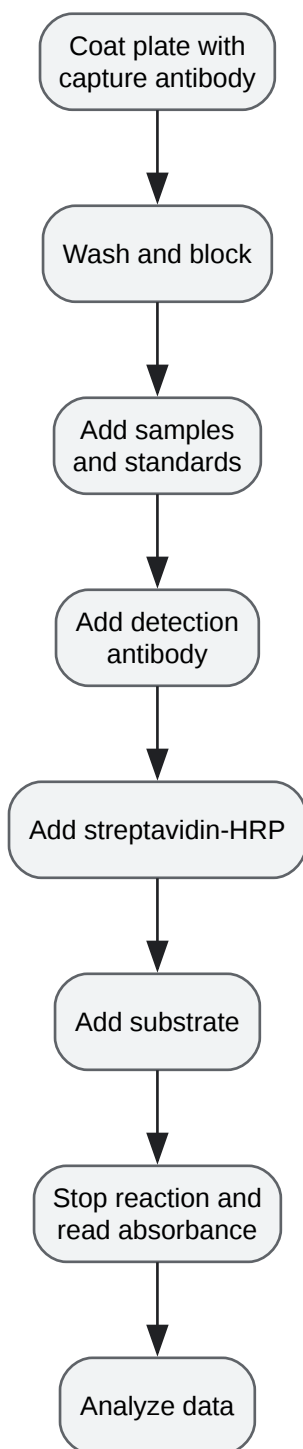 Coat plate with
capture antibody
Wash and block
Add samples
and standards
Add detection
antibody
Add streptavidin-HRP
Add substrate
Stop reaction and
read absorbance
Analyze data